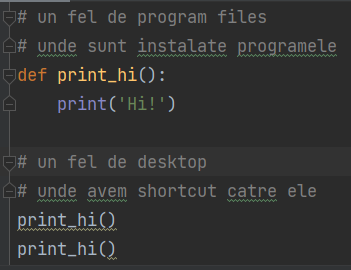 # un fel de program files
# unde sunt instalate programele
def print_hi():
    print('Hi!')
# un fel de desktop
# unde avem shortcut catre ele
print_hi()
print_hi()